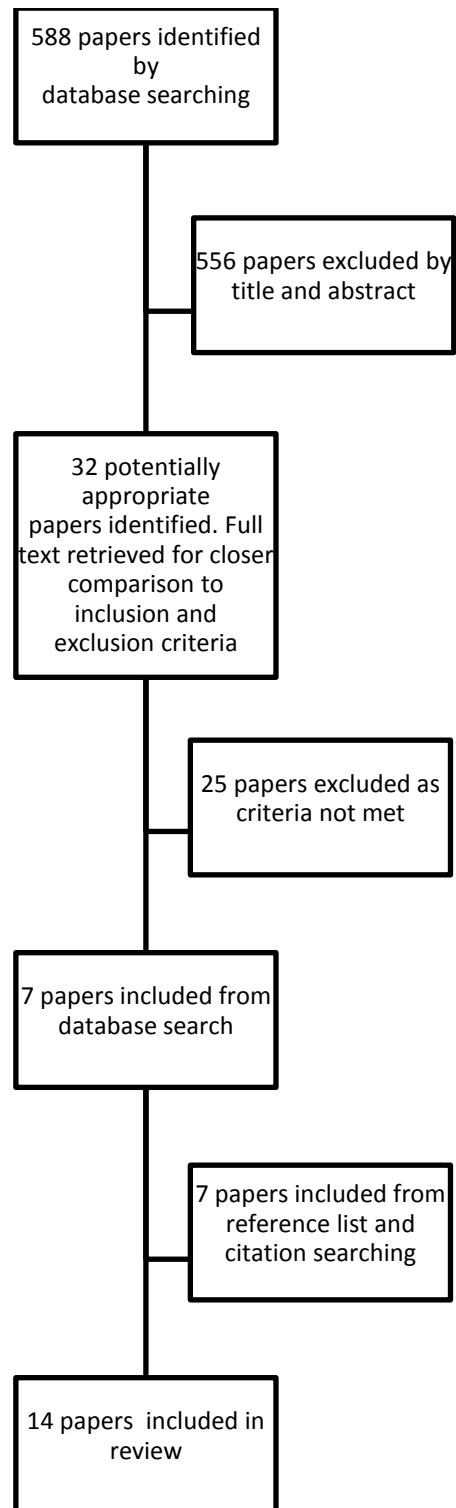 588 papers identified
by
database searching
556 papers excluded by
title and abstract
32 potentially
appropriate
papers identified. Full
text retrieved for closer
comparison to
inclusion and
exclusion criteria
25 papers excluded as
criteria not met
7 papers included from
database search
7 papers included from
reference list and
citation searching
14 papers included in
review